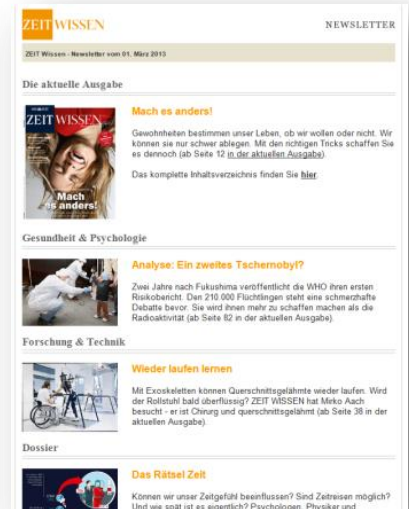 ZEIT WISSEN
NEWSLETTER
ZEIT Wissen - Newsletter vom 01. März 2013
Die aktuelle Ausgabe
ZEIT WISSEN
Mach
es anders!
Mach es anders!
Gewohnheiten bestimmen unser Leben, ob wir wollen oder nicht. Wir
können sie nur schwer ablegen. Mit den richtigen Tricks schaffen Sie
es dennoch (ab Seite 12 in der aktuellen Ausgabe).
Das komplette Inhaltsverzeichnis finden Sie hier.
Gesundheit & Psychologie
Analyse: Ein zweites Tschernobyl?
Zwei Jahre nach Fukushima veröffentlicht die WHO ihren ersten
Risikobericht. Den 210.000 Flüchtlingen steht eine schmerzhafte
Debatte bevor. Sie wird ihnen mehr zu schaffen machen als die
Radioaktivität (ab Seite 82 in der aktuellen Ausgabe).
Forschung & Technik
Wieder laufen lernen
Mit Exoskeletten können Querschnittsgelähmte wieder laufen. Wird
der Rollstuhl bald überflüssig? ZEIT WISSEN hat Mirko Aach
besucht - er ist Chirurg und querschnittsgelähmt (ab Seite 38 in der
aktuellen Ausgabe).
Dossier
Das Rätsel Zeit
Können wir unser Zeitgefühl beeinflussen? Sind Zeitreisen möglich?
Und wie spät ist es eigentlich? Psychologen, Physiker und